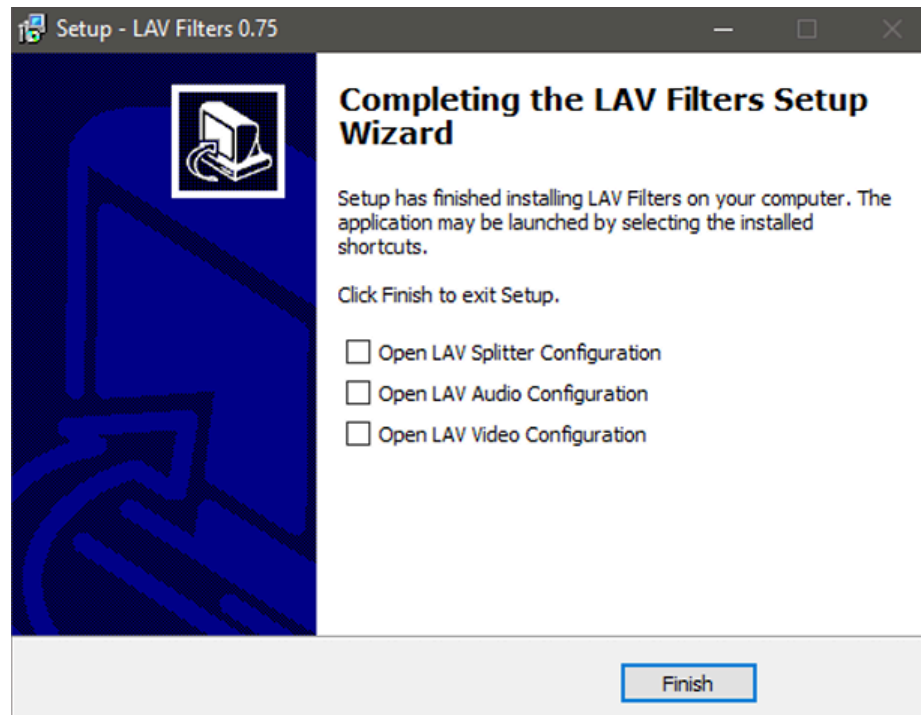 Setup - LAV Filters 0.75
Completing the LAV Filters Setup
Wizard
Setup has finished installing LAV Filters on your computer. The
application may be launched by selecting the installed
shortcuts.
Click Finish to exit Setup.
Open LAV Splitter Configuration
Open LAV Audio Configuration
Open LAV Video Configuration
Finish